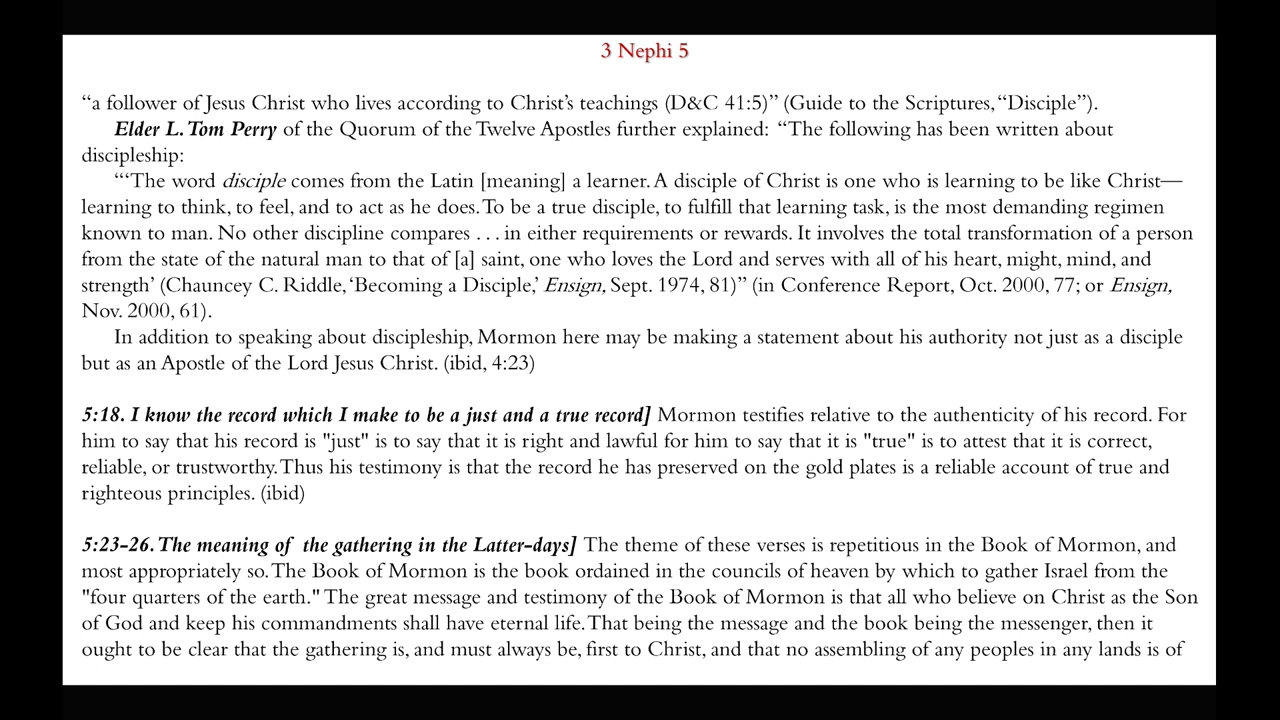 3 Nephi 5
“a follower of Jesus Christ who lives according to Christ’s teachings (D&C 41:5)” (Guide to the Scriptures, “Disciple”).
Elder L. Tom Perry of the Quorum of the Twelve Apostles further explained: “The following has been written about
discipleship:
“‘The word disciple comes from the Latin [meaning] a learner. A disciple of Christ is one who is learning to be like Christ—
learning to think, to feel, and to act as he does. To be a true disciple, to fulfill that learning task, is the most demanding regimen
known to man. No other discipline compares . . . in either requirements or rewards. It involves the total transformation of a person
from the state of the natural man to that of [a] saint, one who loves the Lord and serves with all of his heart, might, mind, and
strength’ (Chauncey C. Riddle, ‘Becoming a Disciple,’ Ensign, Sept. 1974, 81)” (in Conference Report, Oct. 2000, 77; or Ensign,
Nov. 2000, 61).
In addition to speaking about discipleship, Mormon here may be making a statement about his authority not just as a disciple
but as an Apostle of the Lord Jesus Christ. (ibid, 4:23)
5:18. I know the record which I make to be a just and a true record] Mormon testifies relative to the authenticity of his record. For
him to say that his record is "just" is to say that it is right and lawful for him to say that it is "true" is to attest that it is correct,
reliable, or trustworthy. Thus his testimony is that the record he has preserved on the gold plates is a reliable account of true and
righteous principles. (ibid)
5:23-26. The meaning of the gathering in the Latter-days] The theme of these verses is repetitious in the Book of Mormon, and
most appropriately so. The Book of Mormon is the book ordained in the councils of heaven by which to gather Israel from the
"four quarters of the earth." The great message and testimony of the Book of Mormon is that all who believe on Christ as the Son
of God and keep his commandments shall have eternal life. That being the message and the book being the messenger, then it
ought to be clear that the gathering is, and must always be, first to Christ, and that no assembling of any peoples in any lands is of